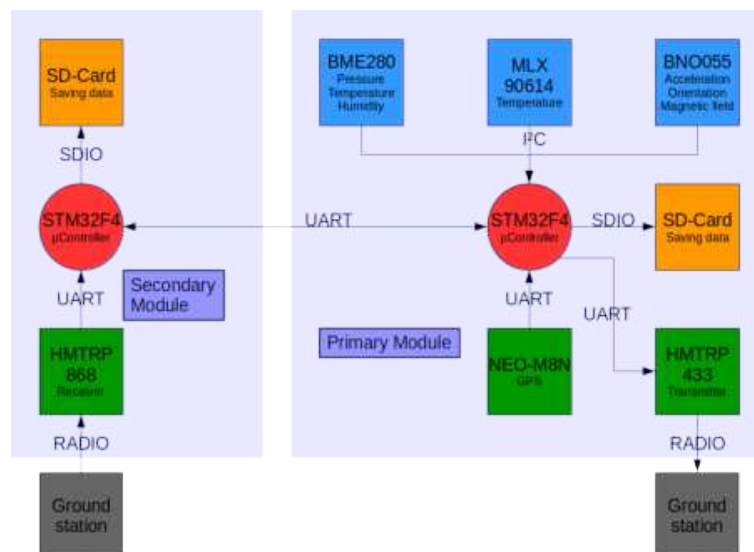 SD-Card
Saving data
SDIO
STM32F4
µController
UART
Secondary
Module
HMTRP
868
Receiver
RADIO
Ground
station
UART
BME280
Pressure
Temperature
Humidity
MLX
90614
Temperature
BNO055
Acceleration
Orientation
Magnetic field
I²C
STM32F4
µController
SDIO
SD-Card
Saving data
UART
UART
Primary Module
NEO-M8N
GPS
HMTRP
433
Transmitter
RADIO
Ground
station